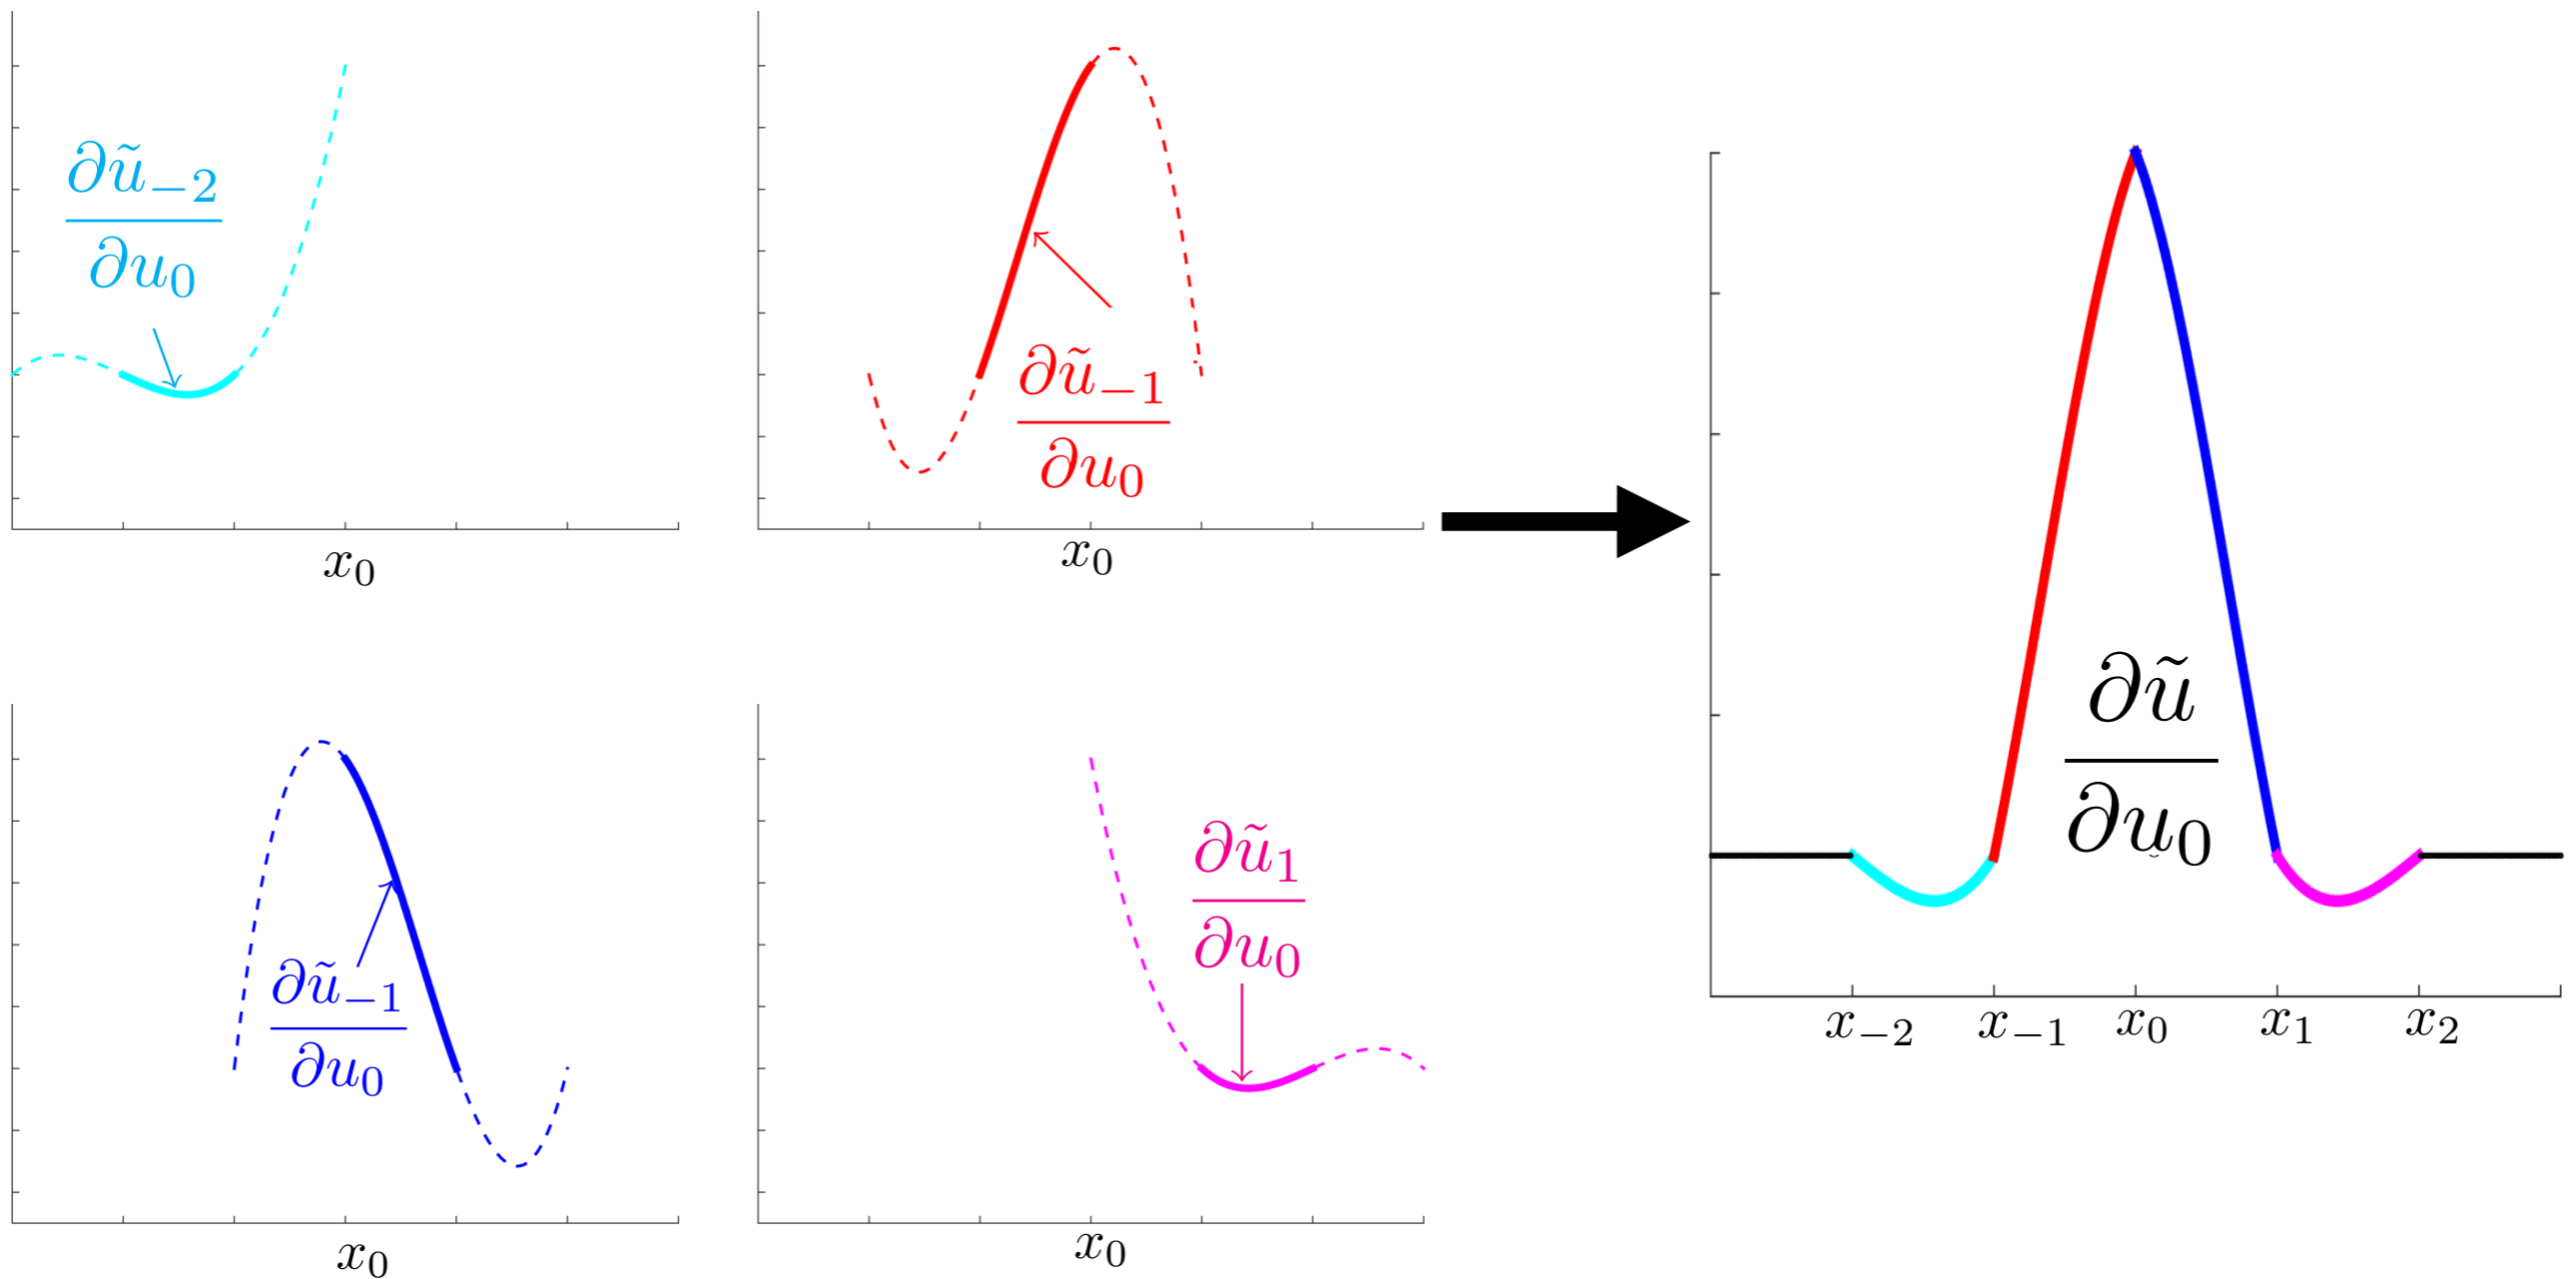 ∂ũ₋₂
∂u₀
x₀
∂ũ₋₁
∂u₀
x₀
∂ũ₋₁
∂u₀
x₀
∂ũ₁
∂u₀
x₀
∂ũ
∂u₀
x₋₂ x₋₁ x₀ x₁ x₂